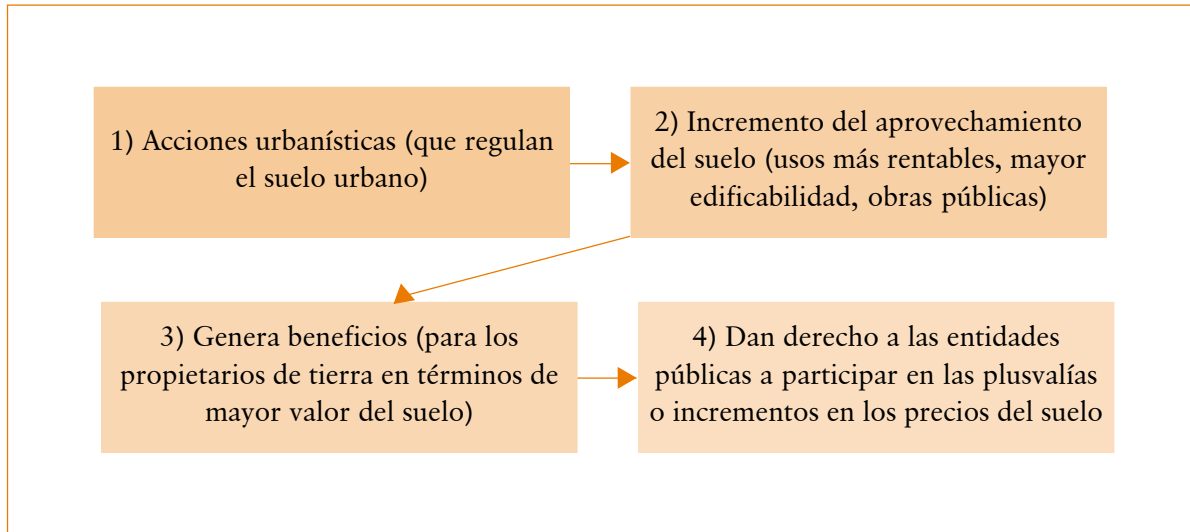 1) Acciones urbanísticas (que regulan
el suelo urbano)
2) Incremento del aprovechamiento
del suelo (usos más rentables, mayor
edificabilidad, obras públicas)
3) Genera beneficios (para los
propietarios de tierra en términos de
mayor valor del suelo)
4) Dan derecho a las entidades
públicas a participar en las plusvalías
o incrementos en los precios del suelo